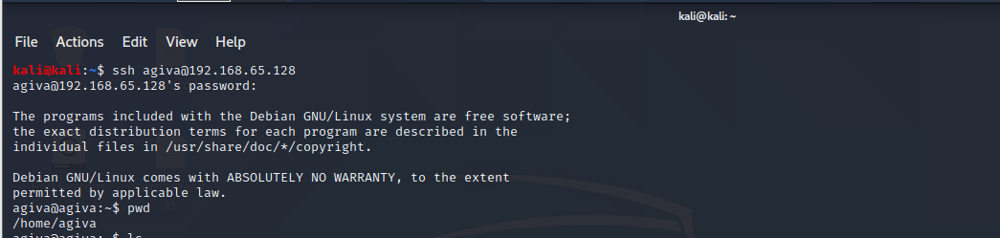 kali@kali: ~
File Actions Edit View Help
kali@kali:~$ ssh agiva@192.168.65.128
agiva@192.168.65.128's password:
The programs included with the Debian GNU/Linux system are free software;
the exact distribution terms for each program are described in the
individual files in /usr/share/doc/*/copyright.
Debian GNU/Linux comes with ABSOLUTELY NO WARRANTY, to the extent
permitted by applicable law.
agiva@agiva:~$ pwd
/home/agiva